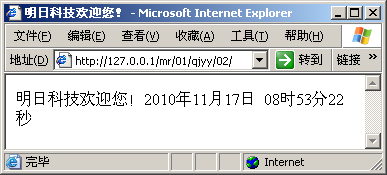 明日科技欢迎您! - Microsoft Internet Explorer
文件(F) 编辑(E) 查看(V) 收藏(A) 工具(T) 帮助(H)
地址(D) http://127.0.0.1/mr/01/qjyy/02/ 转到 链接 »
明日科技欢迎您! 2010年11月17日 08时53分22
秒
完毕 Internet